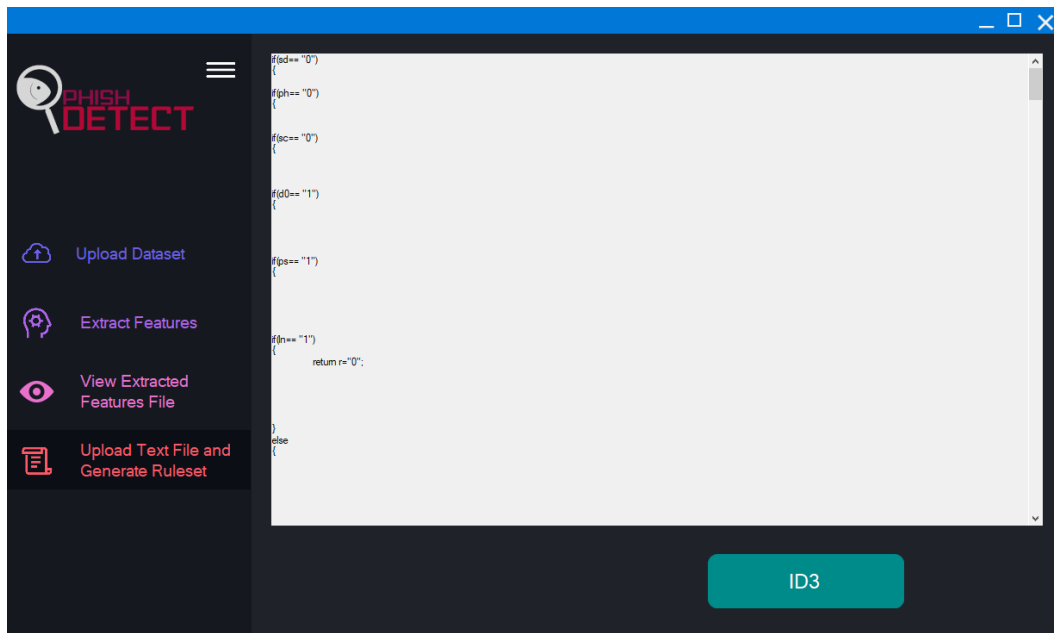 PHISH
DETECT
Upload Dataset
Extract Features
View Extracted
Features File
Upload Text File and
Generate Ruleset
if(sd== "0")
{
if(ph== "0")
{
if(sc== "0")
{
if(d0== "1")
{
if(ps== "1")
{
if(ln== "1")
{
return r="0";
}
else
{
ID3